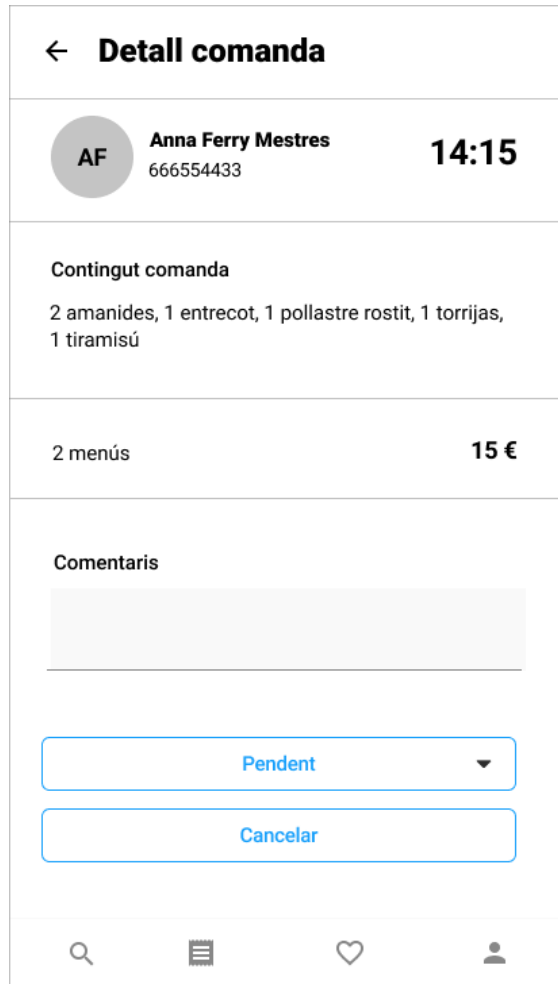 Detall comanda
AF
Anna Ferry Mestres
666554433
14:15
Contingut comanda
2 amanides, 1 entrecot, 1 pollastre rostit, 1 torrijas,
1 tiramisú
2 menús
15 €
Comentaris
Pendent
Cancelar